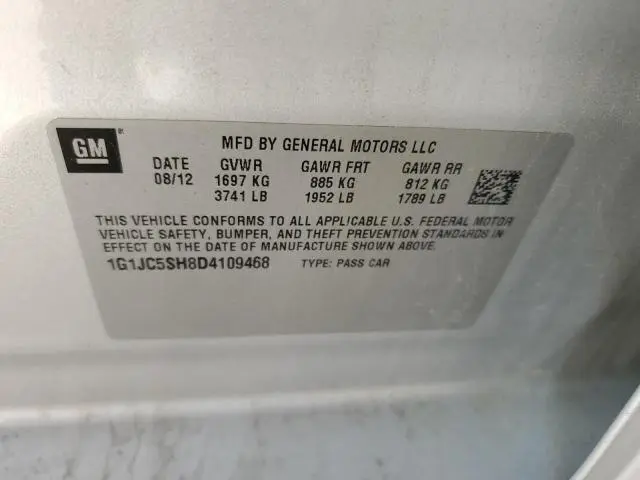 GM
MFD BY GENERAL MOTORS LLC
DATE GVWR GAWR FRT GAWR RR
08/12 1697 KG 885 KG 812 KG
3741 LB 1952 LB 1789 LB
THIS VEHICLE CONFORMS TO ALL APPLICABLE U.S. FEDERAL MOTOR
VEHICLE SAFETY, BUMPER, AND THEFT PREVENTION STANDARDS IN
EFFECT ON THE DATE OF MANUFACTURE SHOWN ABOVE.
1G1JC5SH8D4109468 TYPE: PASS CAR